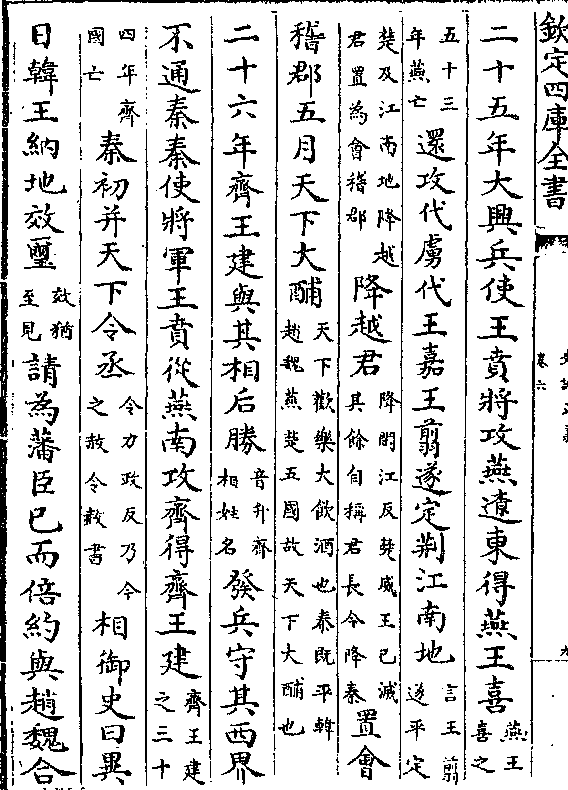 欽定四庫全書 卷六
二十五年大興兵使王賁將攻燕遼東得燕王喜燕王喜之
五十三年燕亡還攻代虜代王嘉王翦遂定荆江南地言王翦遂平定
楚及江南地降越君置為會稽郡降越君降閉江反楚威王已滅其餘自稱君長今降秦置會
稽郡五月天下大酺天下歡樂大飲酒也秦既平韓趙魏燕楚五國故天下大酺也
二十六年齊王建與其相后勝音升齊相姓名發兵守其西界
不通秦秦使將軍王賁從燕南攻齊得齊王建齊王建之三十
四年齊國亡秦初并天下令丞令力政反乃今之赦令赦書相御史曰異
日韓王納地效璽效猶至見請為藩臣已而倍約與趙魏合